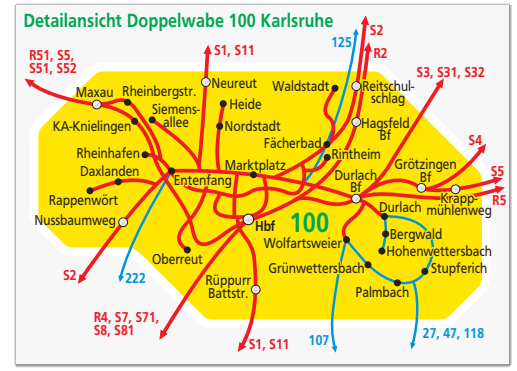 Detailansicht Doppelwabe 100 Karlsruhe
S2
125
R2
R51, S5,
S51, S52
S1, S11
S3, S31, S32
Maxau
Rheinbergstr.
Neureut
Waldstadt
Reitschul-
schlag
Siemens-
allee
Heide
KA-Knielingen
Nordstadt
Hagsfeld
Bf
S4
Fächerbad
Rheinhafen
Rintheim
Grötzingen
Bf
Daxlanden
Marktplatz
Durlach
Bf
S5
Entenfang
Rappenwört
Krapp-
mühlenweg
R5
Nussbaumweg
Hbf
100
Durlach
Bergwald
Wolfartsweier
Hohenwettersbach
Oberreut
Grünwettersbach
Stupferich
S2
222
Rüppurr
Battstr.
Palmbach
R4, S7, S71,
S8, S81
S1, S11
107
27, 47, 118